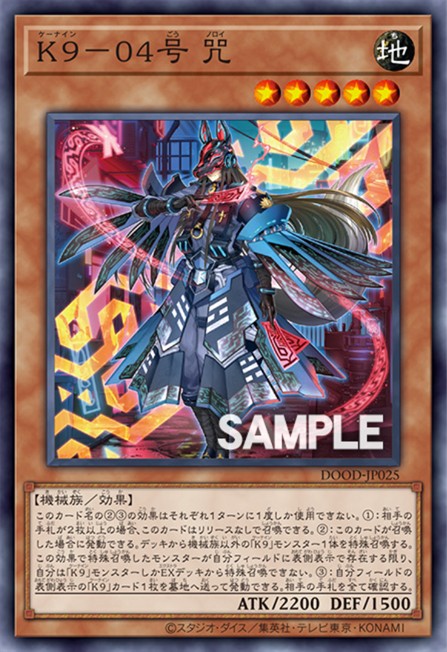 ケーナイン ごう ノロイ
K9－04号 咒
地
SAMPLE
DOOD-JP025
【機械族／効果】
このカード名の②③の効果はそれぞれ1ターンに1度しか使用できない。①：相手の
手札が2枚以上の場合、このカードはリリースなしで召喚できる。②：このカードが召喚
した場合に発動できる。デッキから機械族以外の「K9」モンスター1体を特殊召喚する。
この効果で特殊召喚したモンスターが自分フィールドに表側表示で存在する限り、
自分は「K9」モンスターしかEXデッキから特殊召喚できない。③：自分フィールドの
表側表示の「K9」カード1枚を墓地へ送って発動できる。相手の手札を全て確認する。
ATK/2200 DEF/1500
©スタジオ・ダイス／集英社・テレビ東京・KONAMI